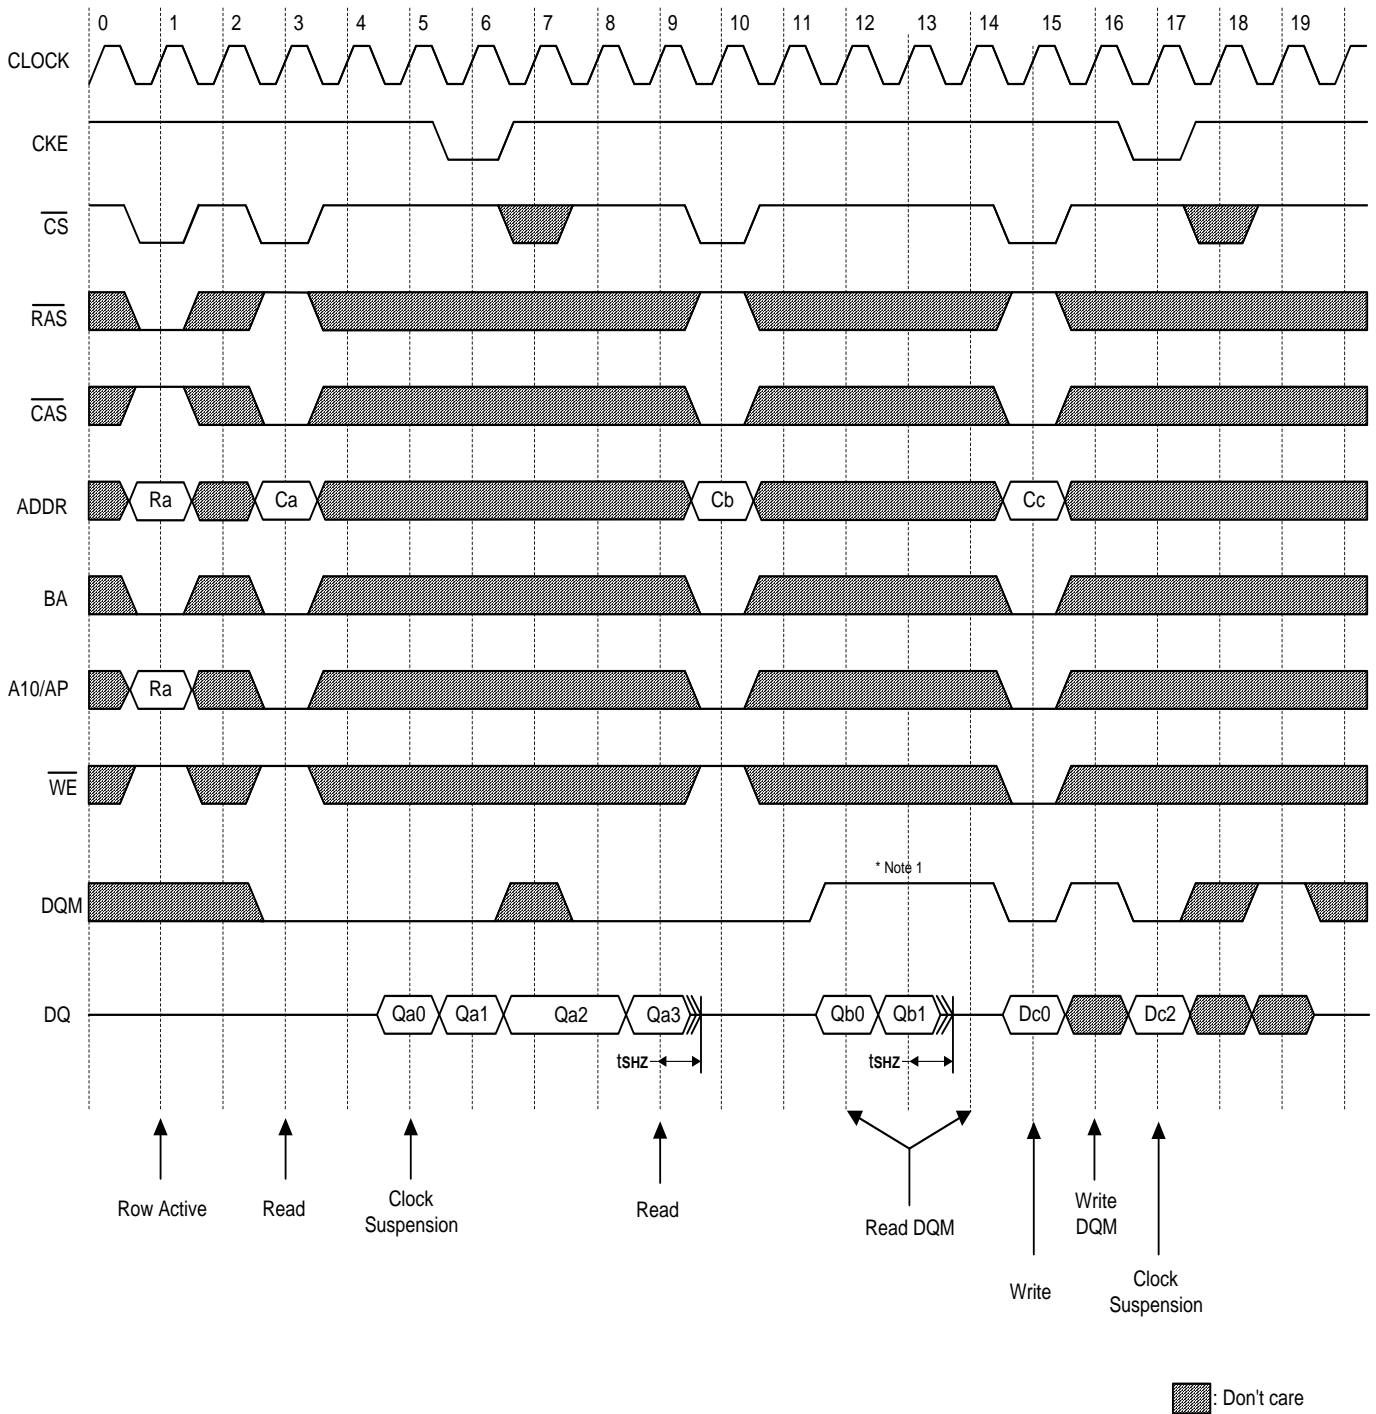 0 1 2 3 4 5 6 7 8 9 10 11 12 13 14 15 16 17 18 19
CLOCK
CKE
CS
RAS
CAS
ADDR Ra Ca Cb Cc
BA
A10/AP Ra
WE
* Note 1
DQM
DQ Qa0 Qa1 Qa2 Qa3 Qb0 Qb1 Dc0 Dc2
tSHZ tSHZ
Row Active
Read
Clock
Suspension
Read
Read DQM
Write
DQM
Write
Clock
Suspension
: Don't care